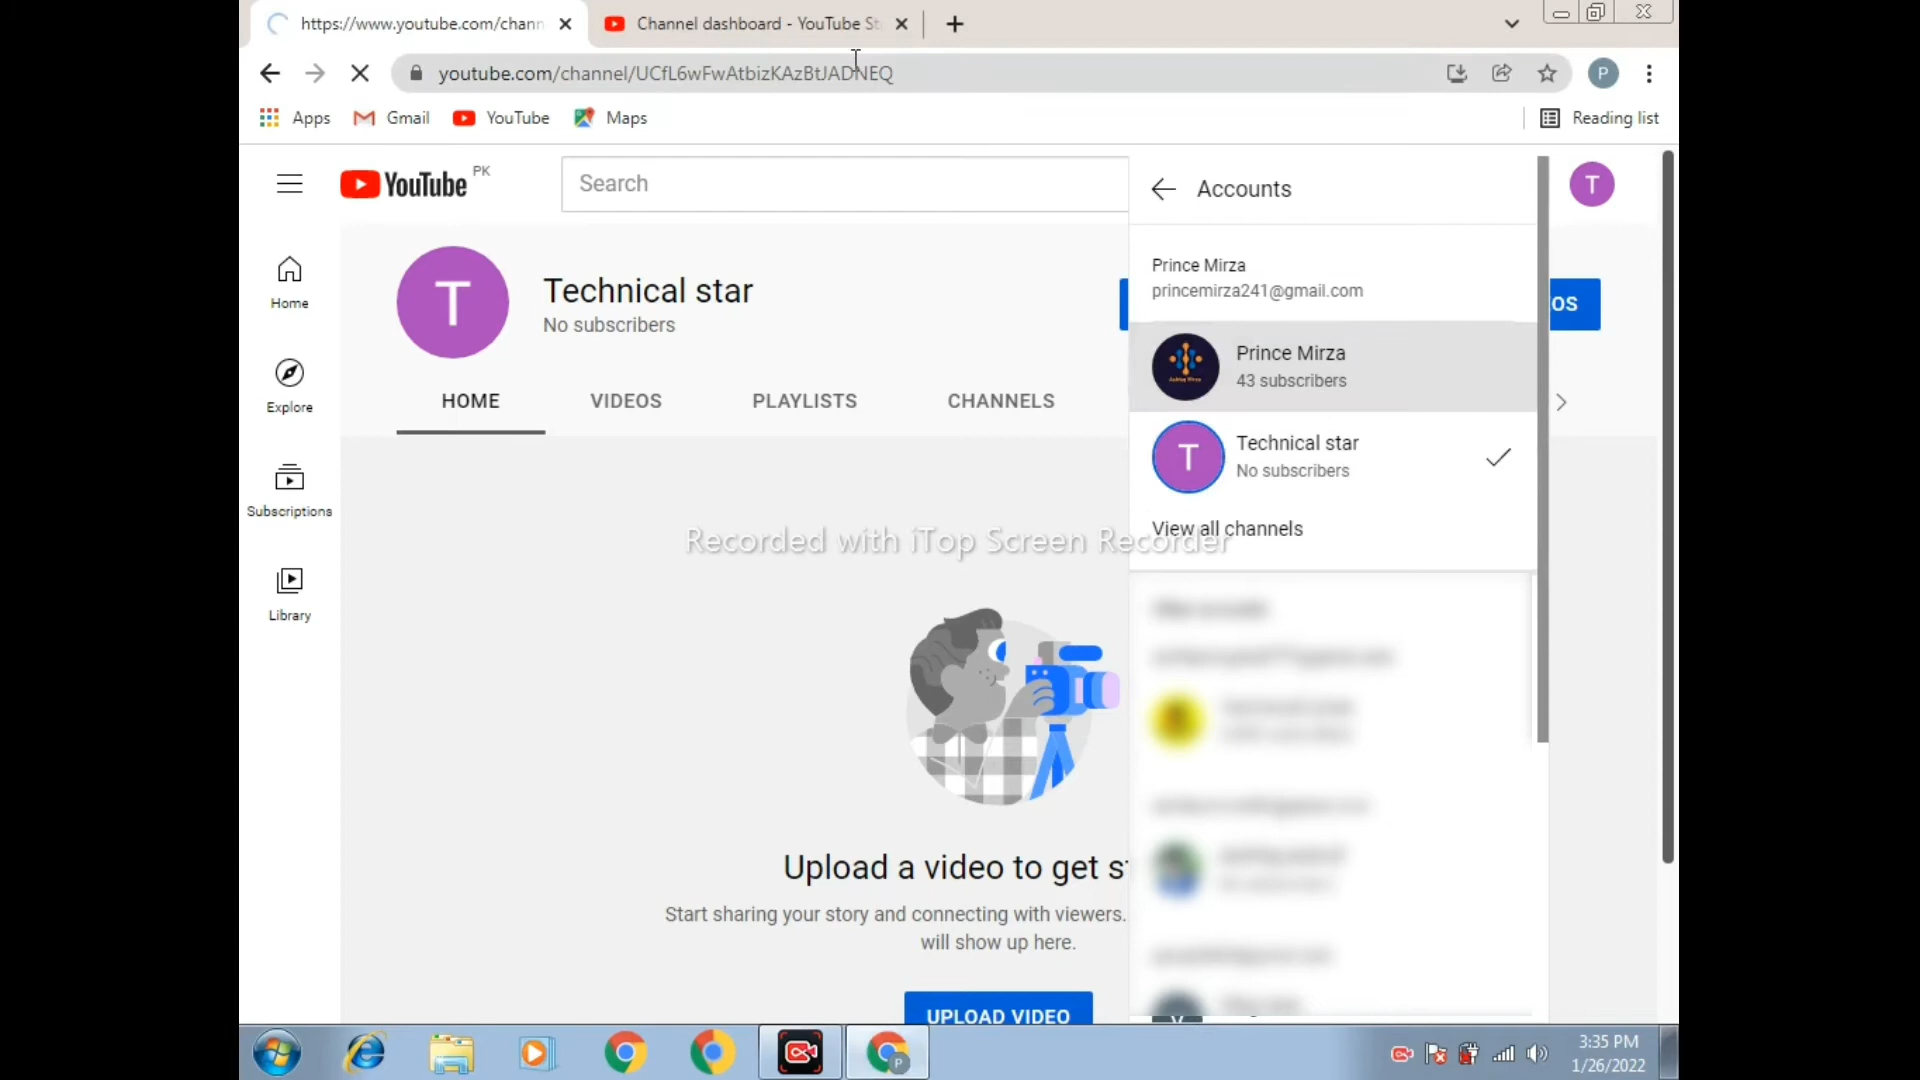 https://www.youtube.com/chann
Channel dashboard - YouTube St
youtube.com/channel/UCfL6wFwAtbizKAzBtJADNEQ
P
Apps
Gmail
YouTube
Maps
Reading list
YouTube PK
Search
Accounts
T
Home
Explore
Subscriptions
Library
T
Technical star
No subscribers
OS
HOME
VIDEOS
PLAYLISTS
CHANNELS
Prince Mirza
princemirza241@gmail.com
Prince Mirza
43 subscribers
T
Technical star
No subscribers
View all channels
Recorded with iTop Screen Recorder
Upload a video to get st
Start sharing your story and connecting with viewers.
will show up here.
UPLOAD VIDEO
P
3:35 PM
1/26/2022